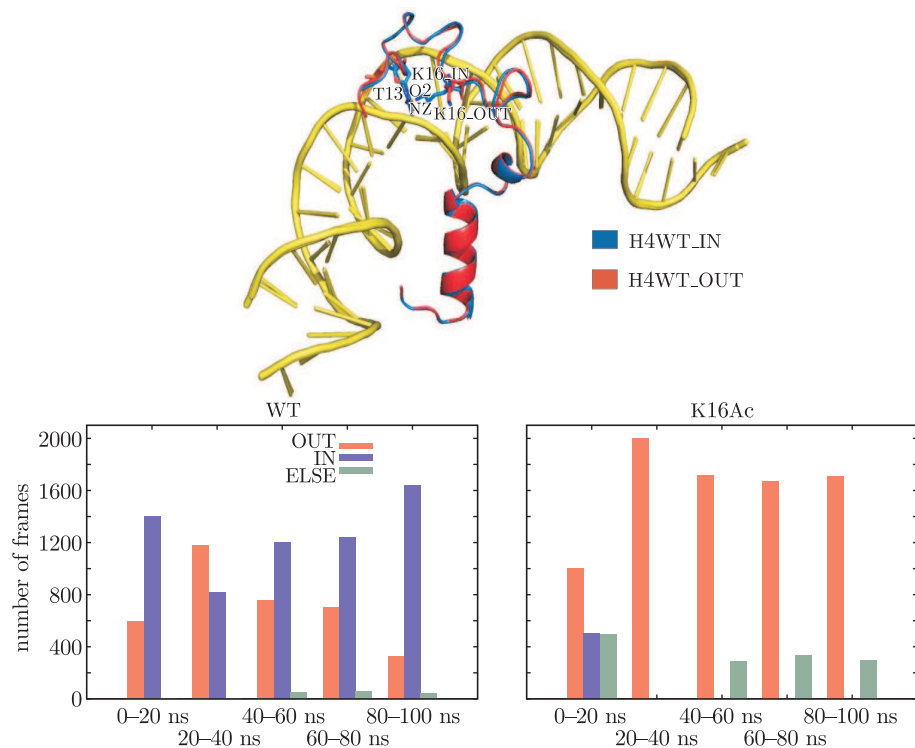 K16_IN
T13 O2
NZ K16_OUT
H4WT_IN
H4WT_OUT
WT
K16Ac
number of frames
2000
1600
1200
800
400
0
OUT
IN
ELSE
0–20 ns
40–60 ns
80–100 ns
20–40 ns
60–80 ns
0–20 ns
40–60 ns
80–100 ns
20–40 ns
60–80 ns